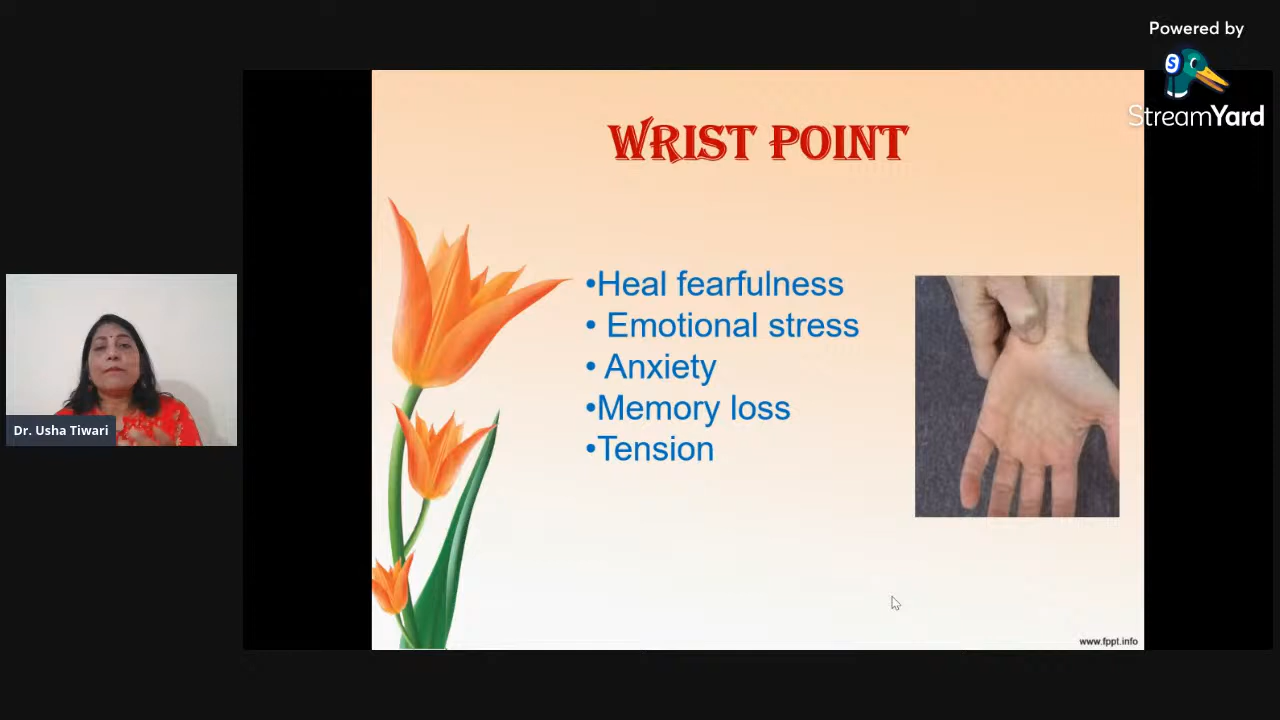 Powered by
StreamYard
WRIST POINT
•Heal fearfulness
• Emotional stress
• Anxiety
•Memory loss
•Tension
Dr. Usha Tiwari
www.fppt.info